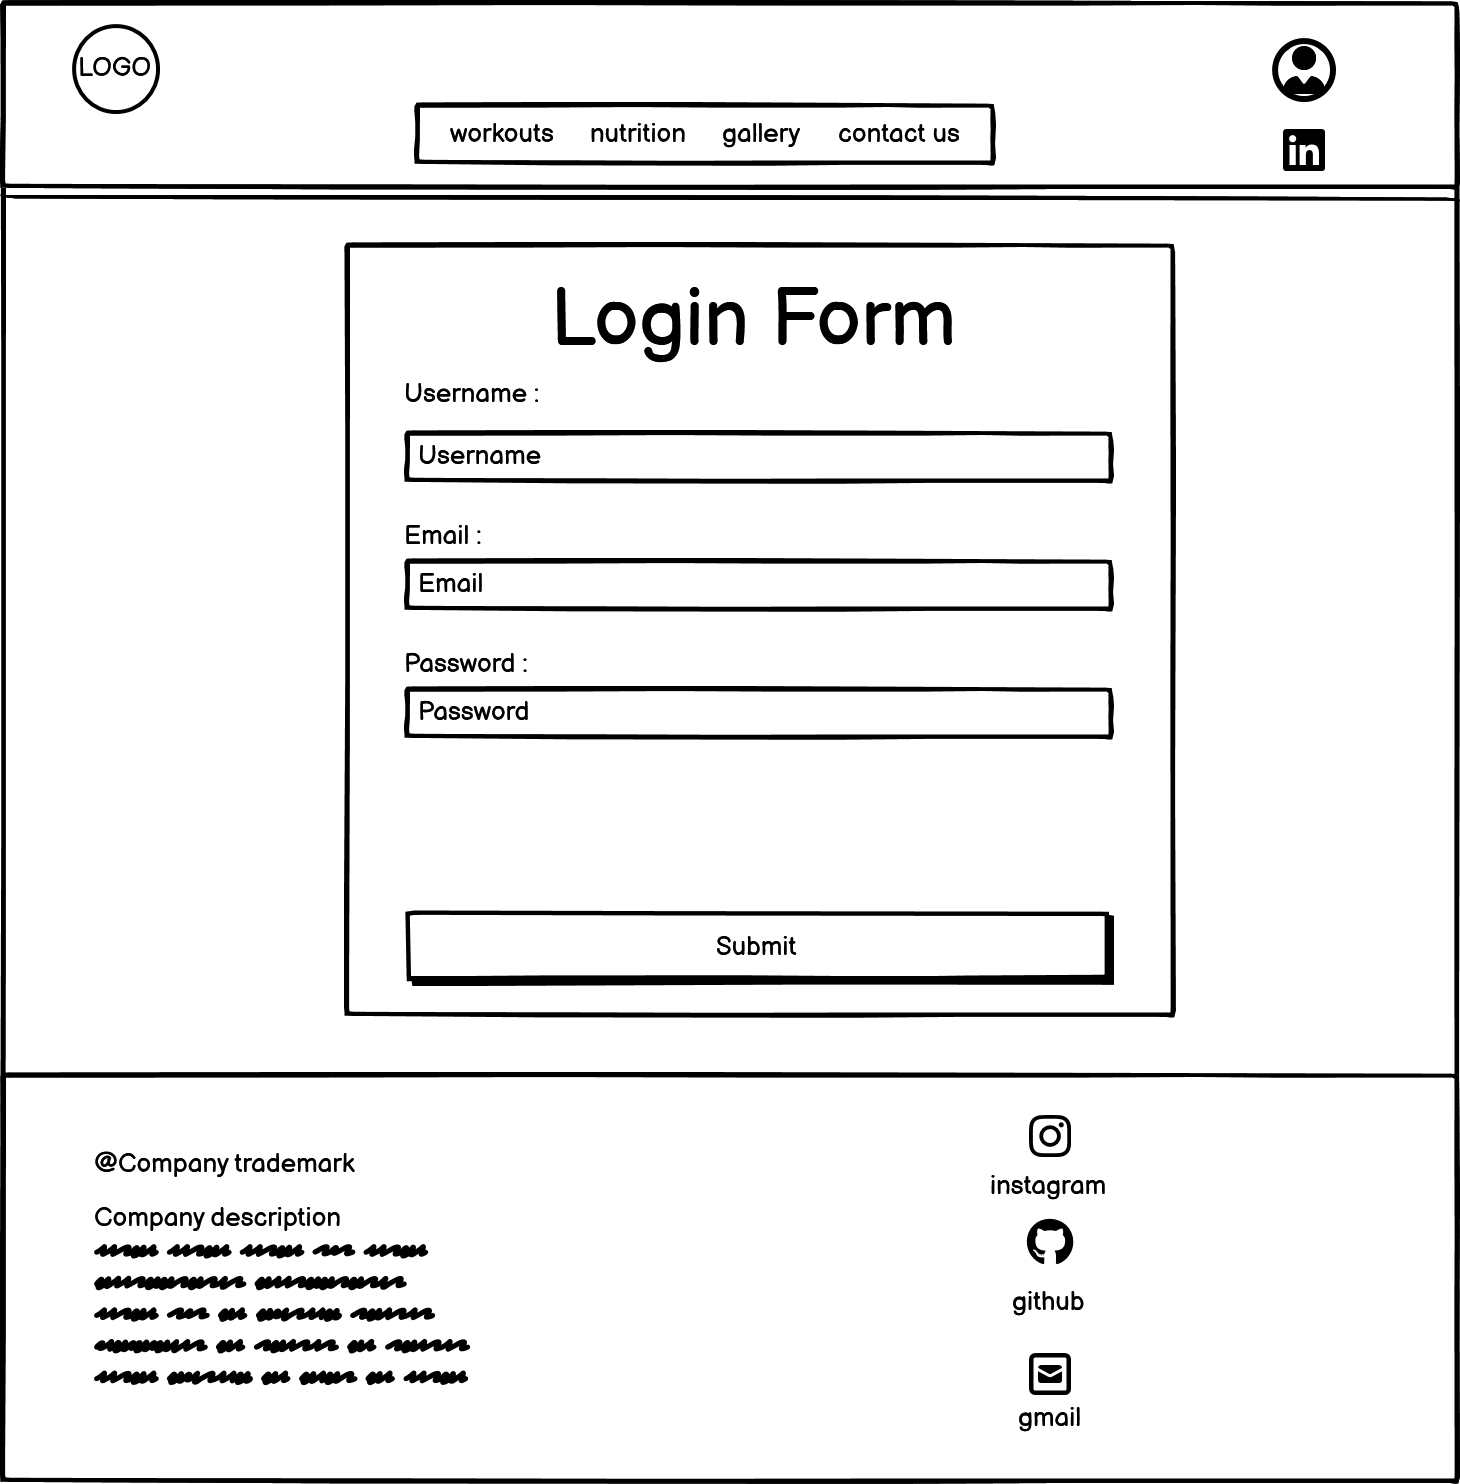 LOGO
workouts nutrition gallery contact us
in
Login Form
Username :
Username
Email :
Email
Password :
Password
Submit
@Company trademark
Company description
instagram
github
gmail